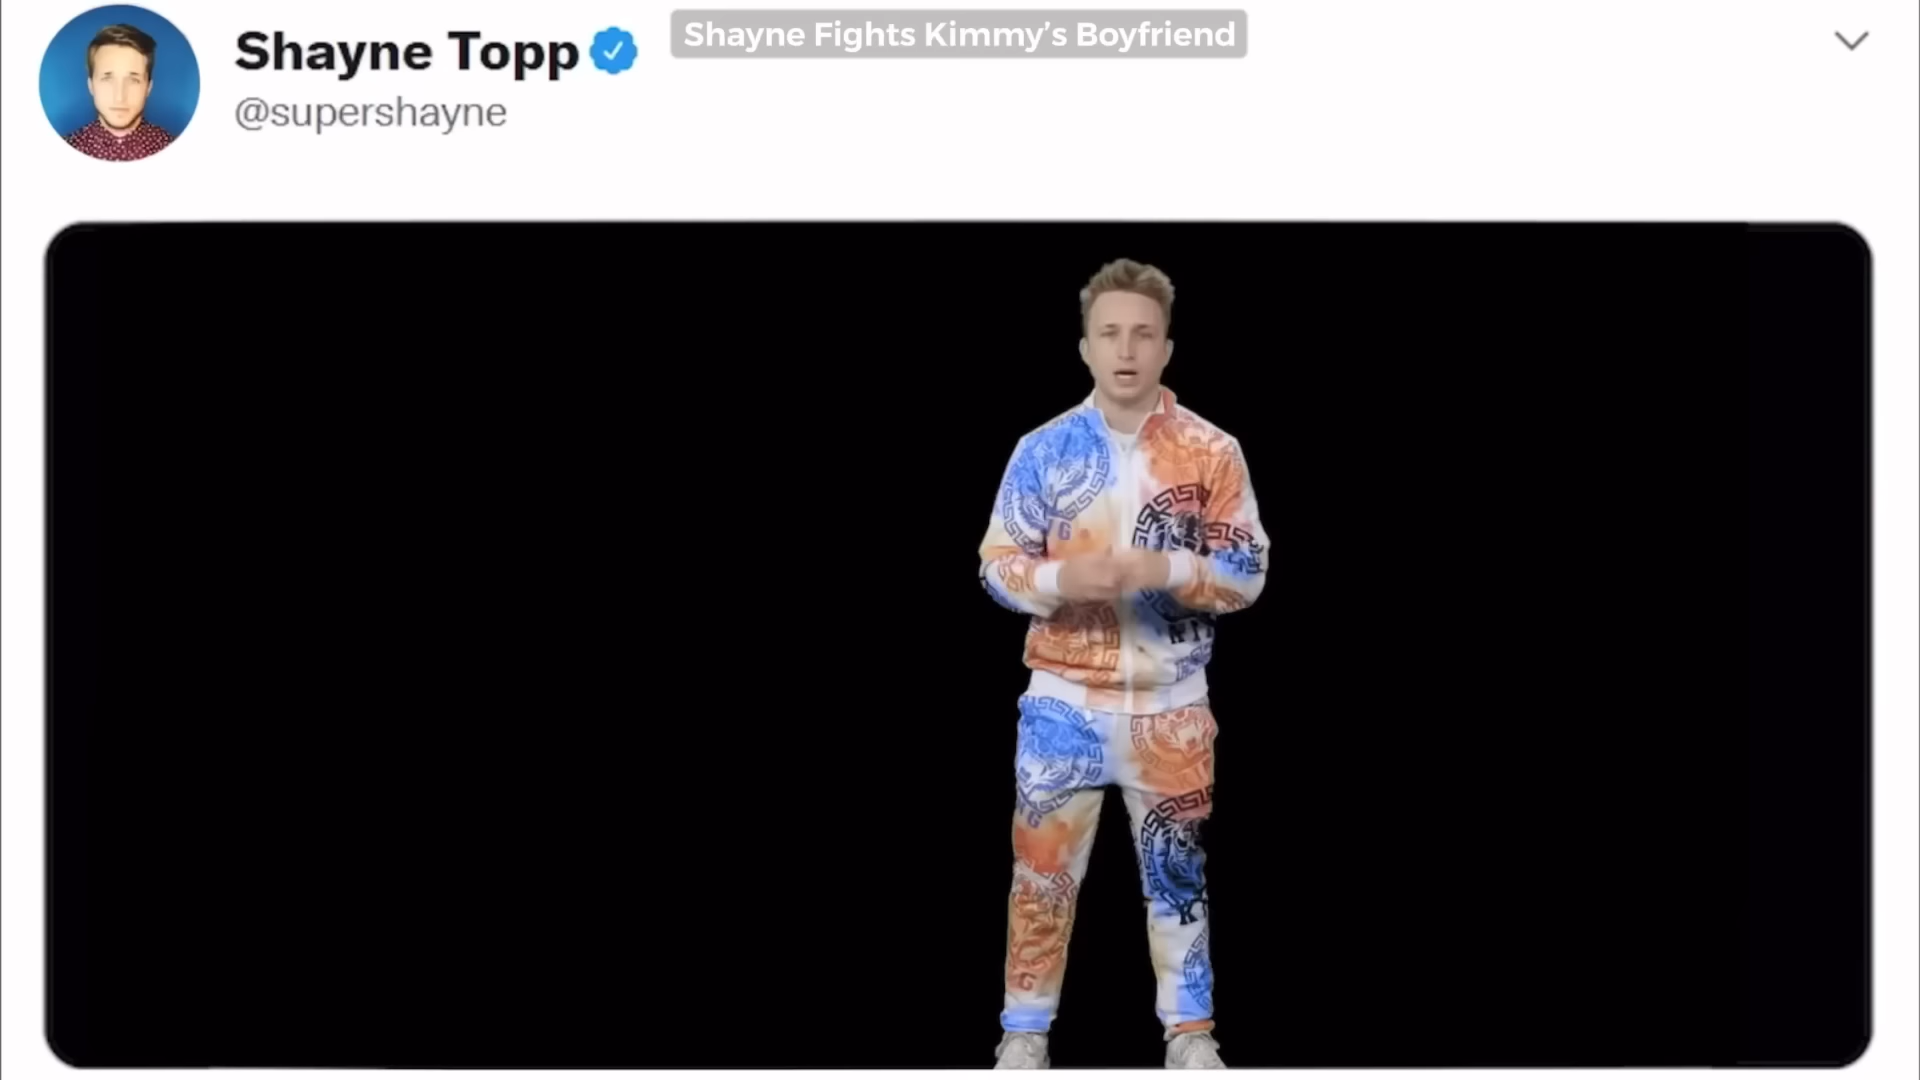 Shayne Fights Kimmy's Boyfriend
Shayne Topp
@supershayne
G
G
G